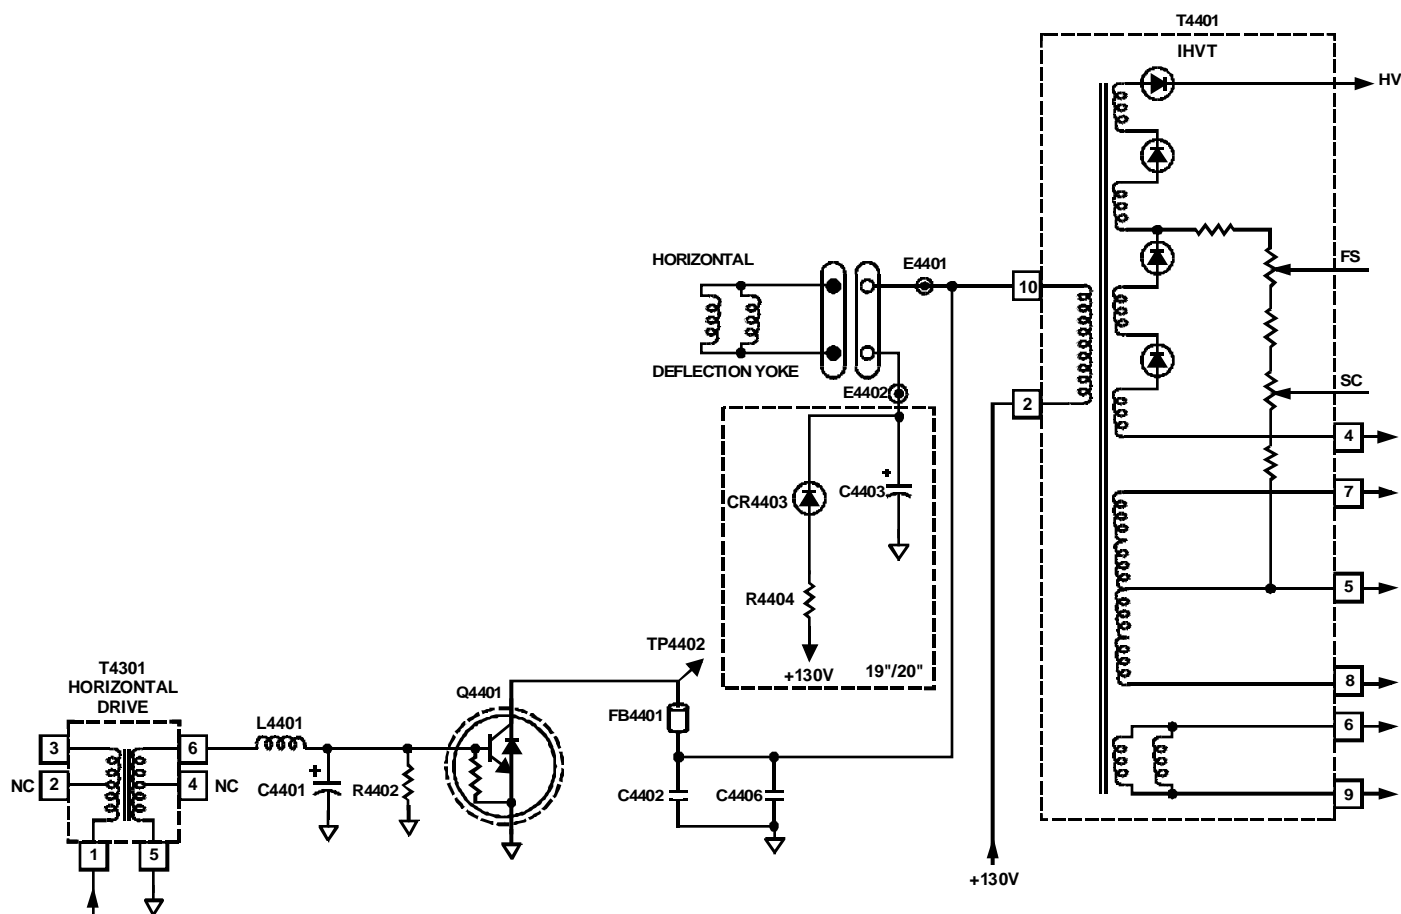 T4401
IHVT
HV
HORIZONTAL
E4401
FS
10
DEFLECTION YOKE
E4402
2
SC
4
+
CR4403
C4403
7
R4404
5
TP4402
+130V
19"/20"
T4301
HORIZONTAL
DRIVE
Q4401
8
L4401
FB4401
3
6
6
NC
2
4
NC
+
C4401
R4402
C4402
C4406
9
1
5
+130V